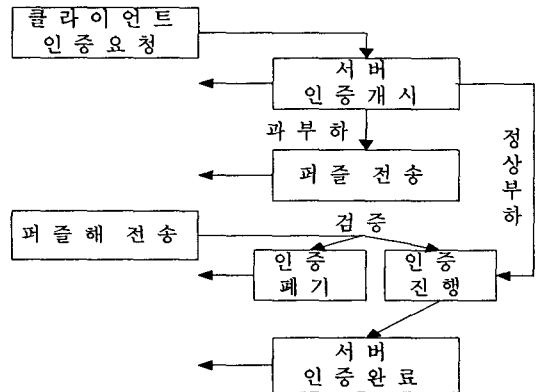 클라이언트
인증요청
서버
인증개시
과부하
정상부하
퍼즐 전송
검증
퍼즐해 전송
인증
폐기
인증
진행
서버
인증완료